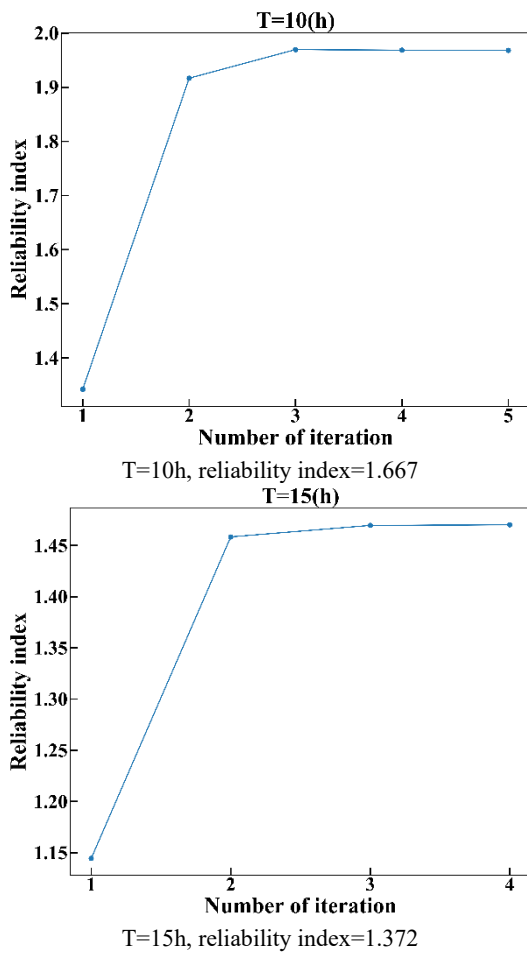 T=10(h)
2.0
1.9
1.8
1.7
1.6
1.5
1.4
Reliability index
1 2 3 4 5
Number of iteration
T=10h, reliability index=1.667
T=15(h)
1.45
1.40
1.35
1.30
1.25
1.20
1.15
Reliability index
1 2 3 4
Number of iteration
T=15h, reliability index=1.372